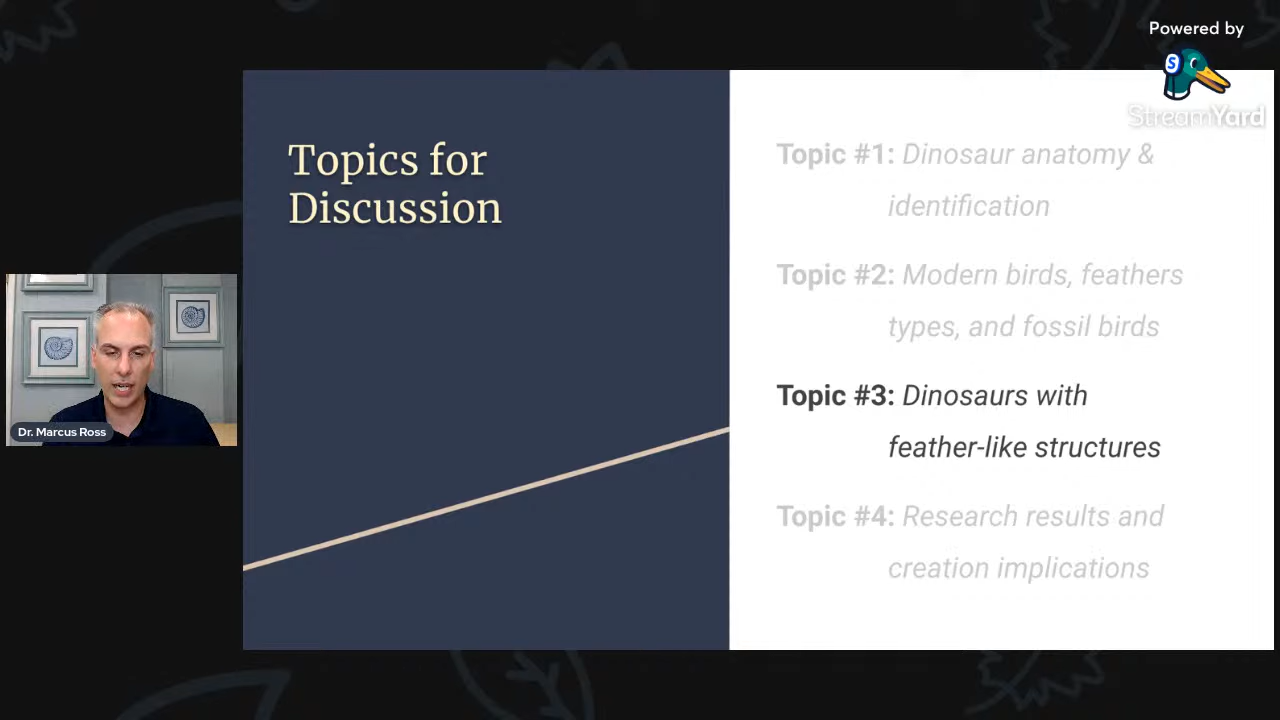 Powered by
StreamYard
Topics for
Discussion
Topic #1: Dinosaur anatomy &
identification
Topic #2: Modern birds, feathers
types, and fossil birds
Topic #3: Dinosaurs with
feather-like structures
Topic #4: Research results and
creation implications
Dr. Marcus Ross
S